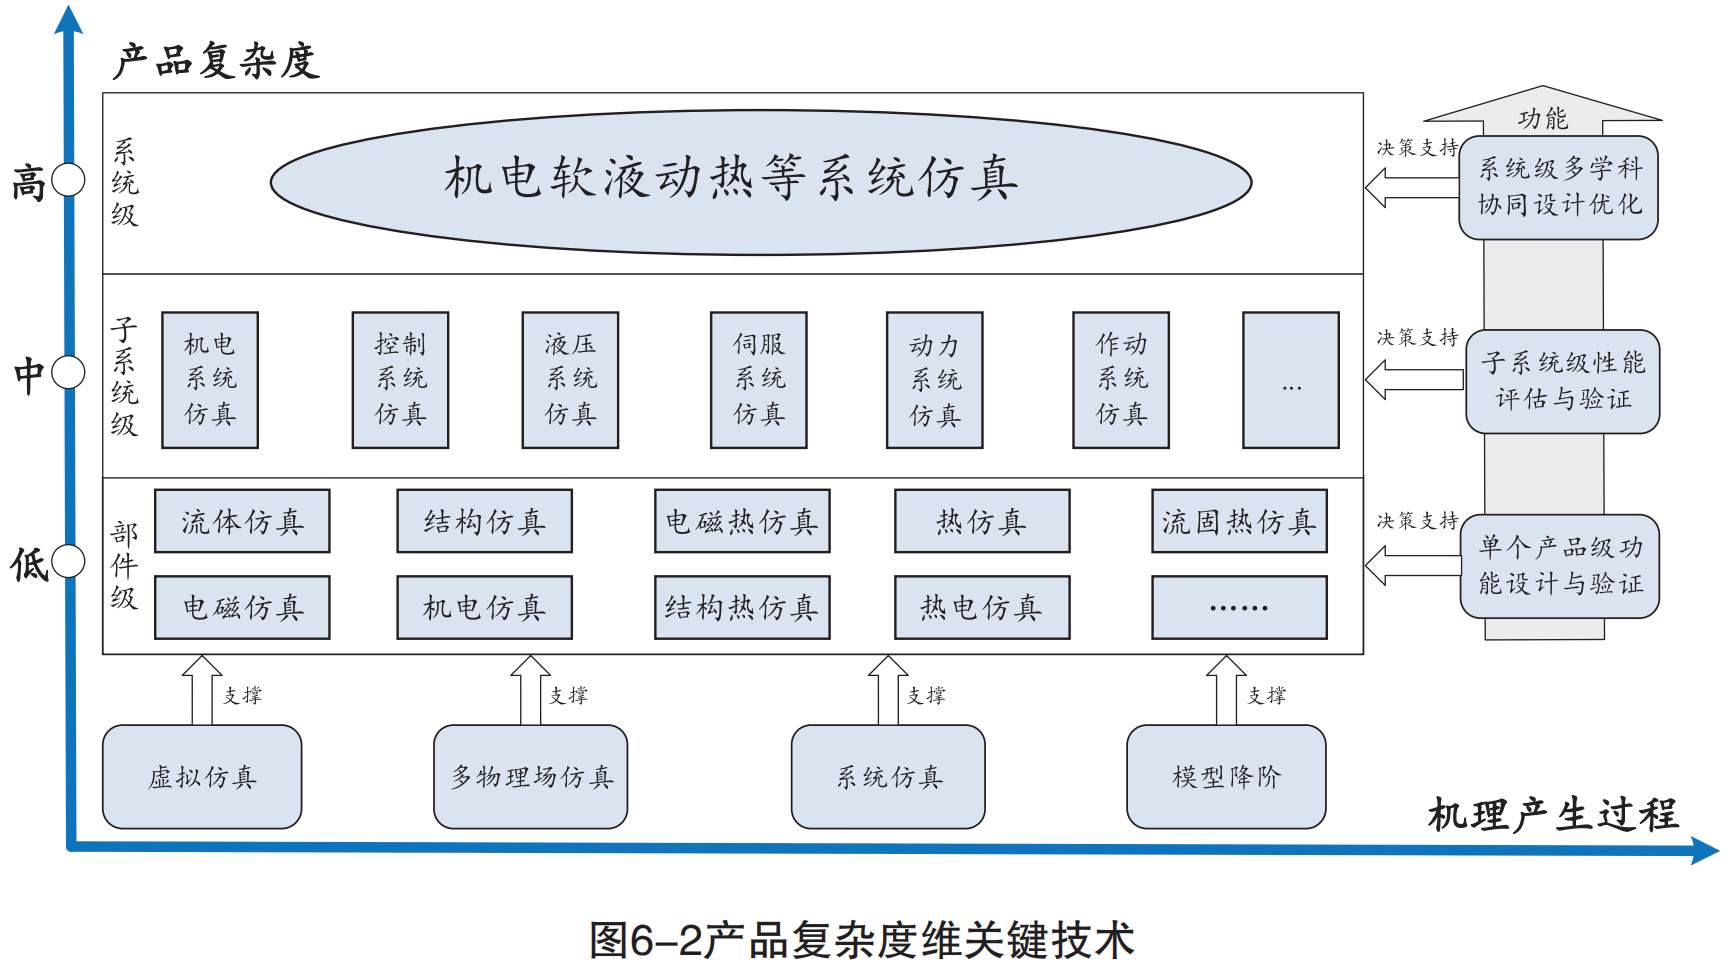 产品复杂度
高
系统级
机电软液动热等系统仿真
中
子系统级
机电
系统
仿真
控制
系统
仿真
液压
系统
仿真
伺服
系统
仿真
动力
系统
仿真
作动
系统
仿真
...
低
部件级
流体仿真
结构仿真
电磁热仿真
热仿真
流固热仿真
电磁仿真
机电仿真
结构热仿真
热电仿真
······
支撑
支撑
支撑
支撑
虚拟仿真
多物理场仿真
系统仿真
模型降阶
功能
决策支持
系统级多学科
协同设计优化
决策支持
子系统级性能
评估与验证
决策支持
单个产品级功
能设计与验证
机理产生过程
图6-2产品复杂度维关键技术